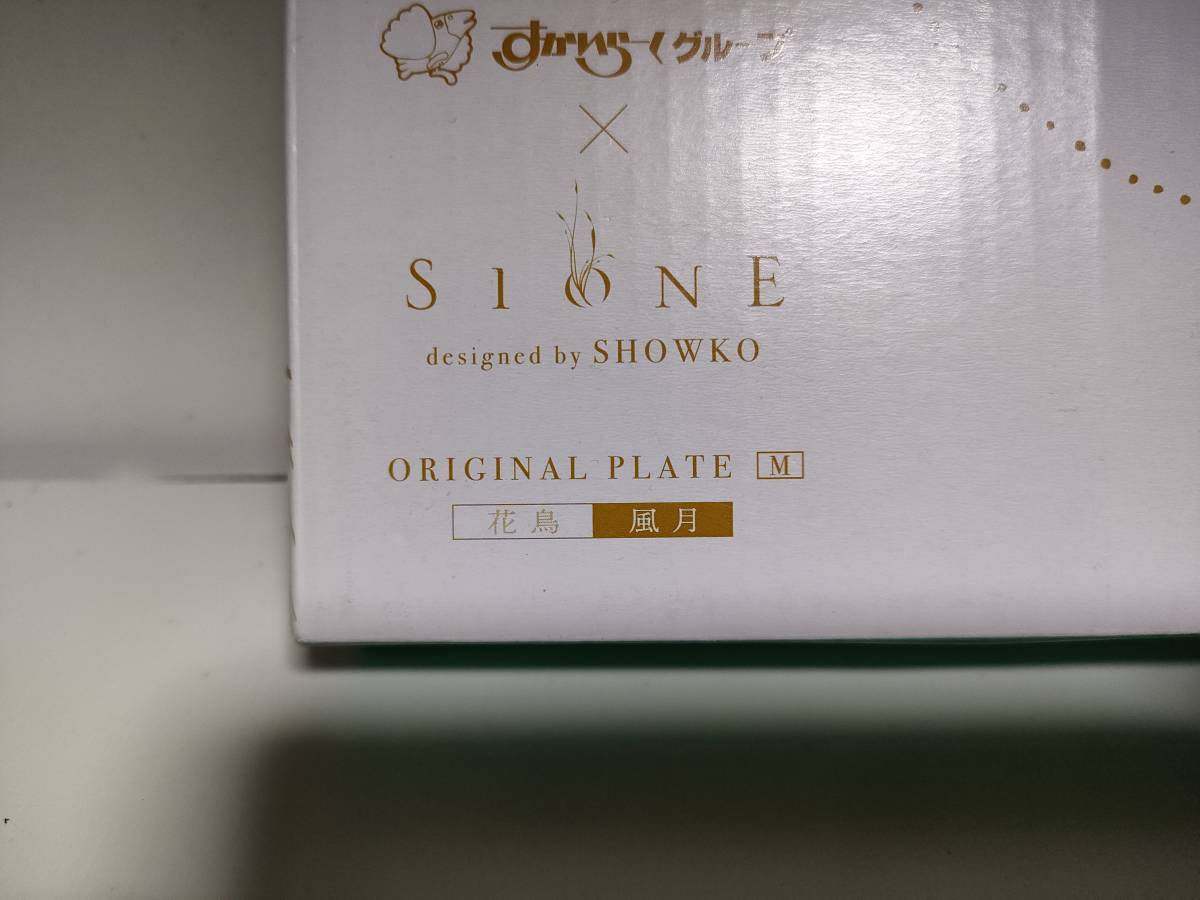 すかいらーくグループ
×
SIONE
designed by SHOWKO
ORIGINAL PLATE M
花鳥 風月